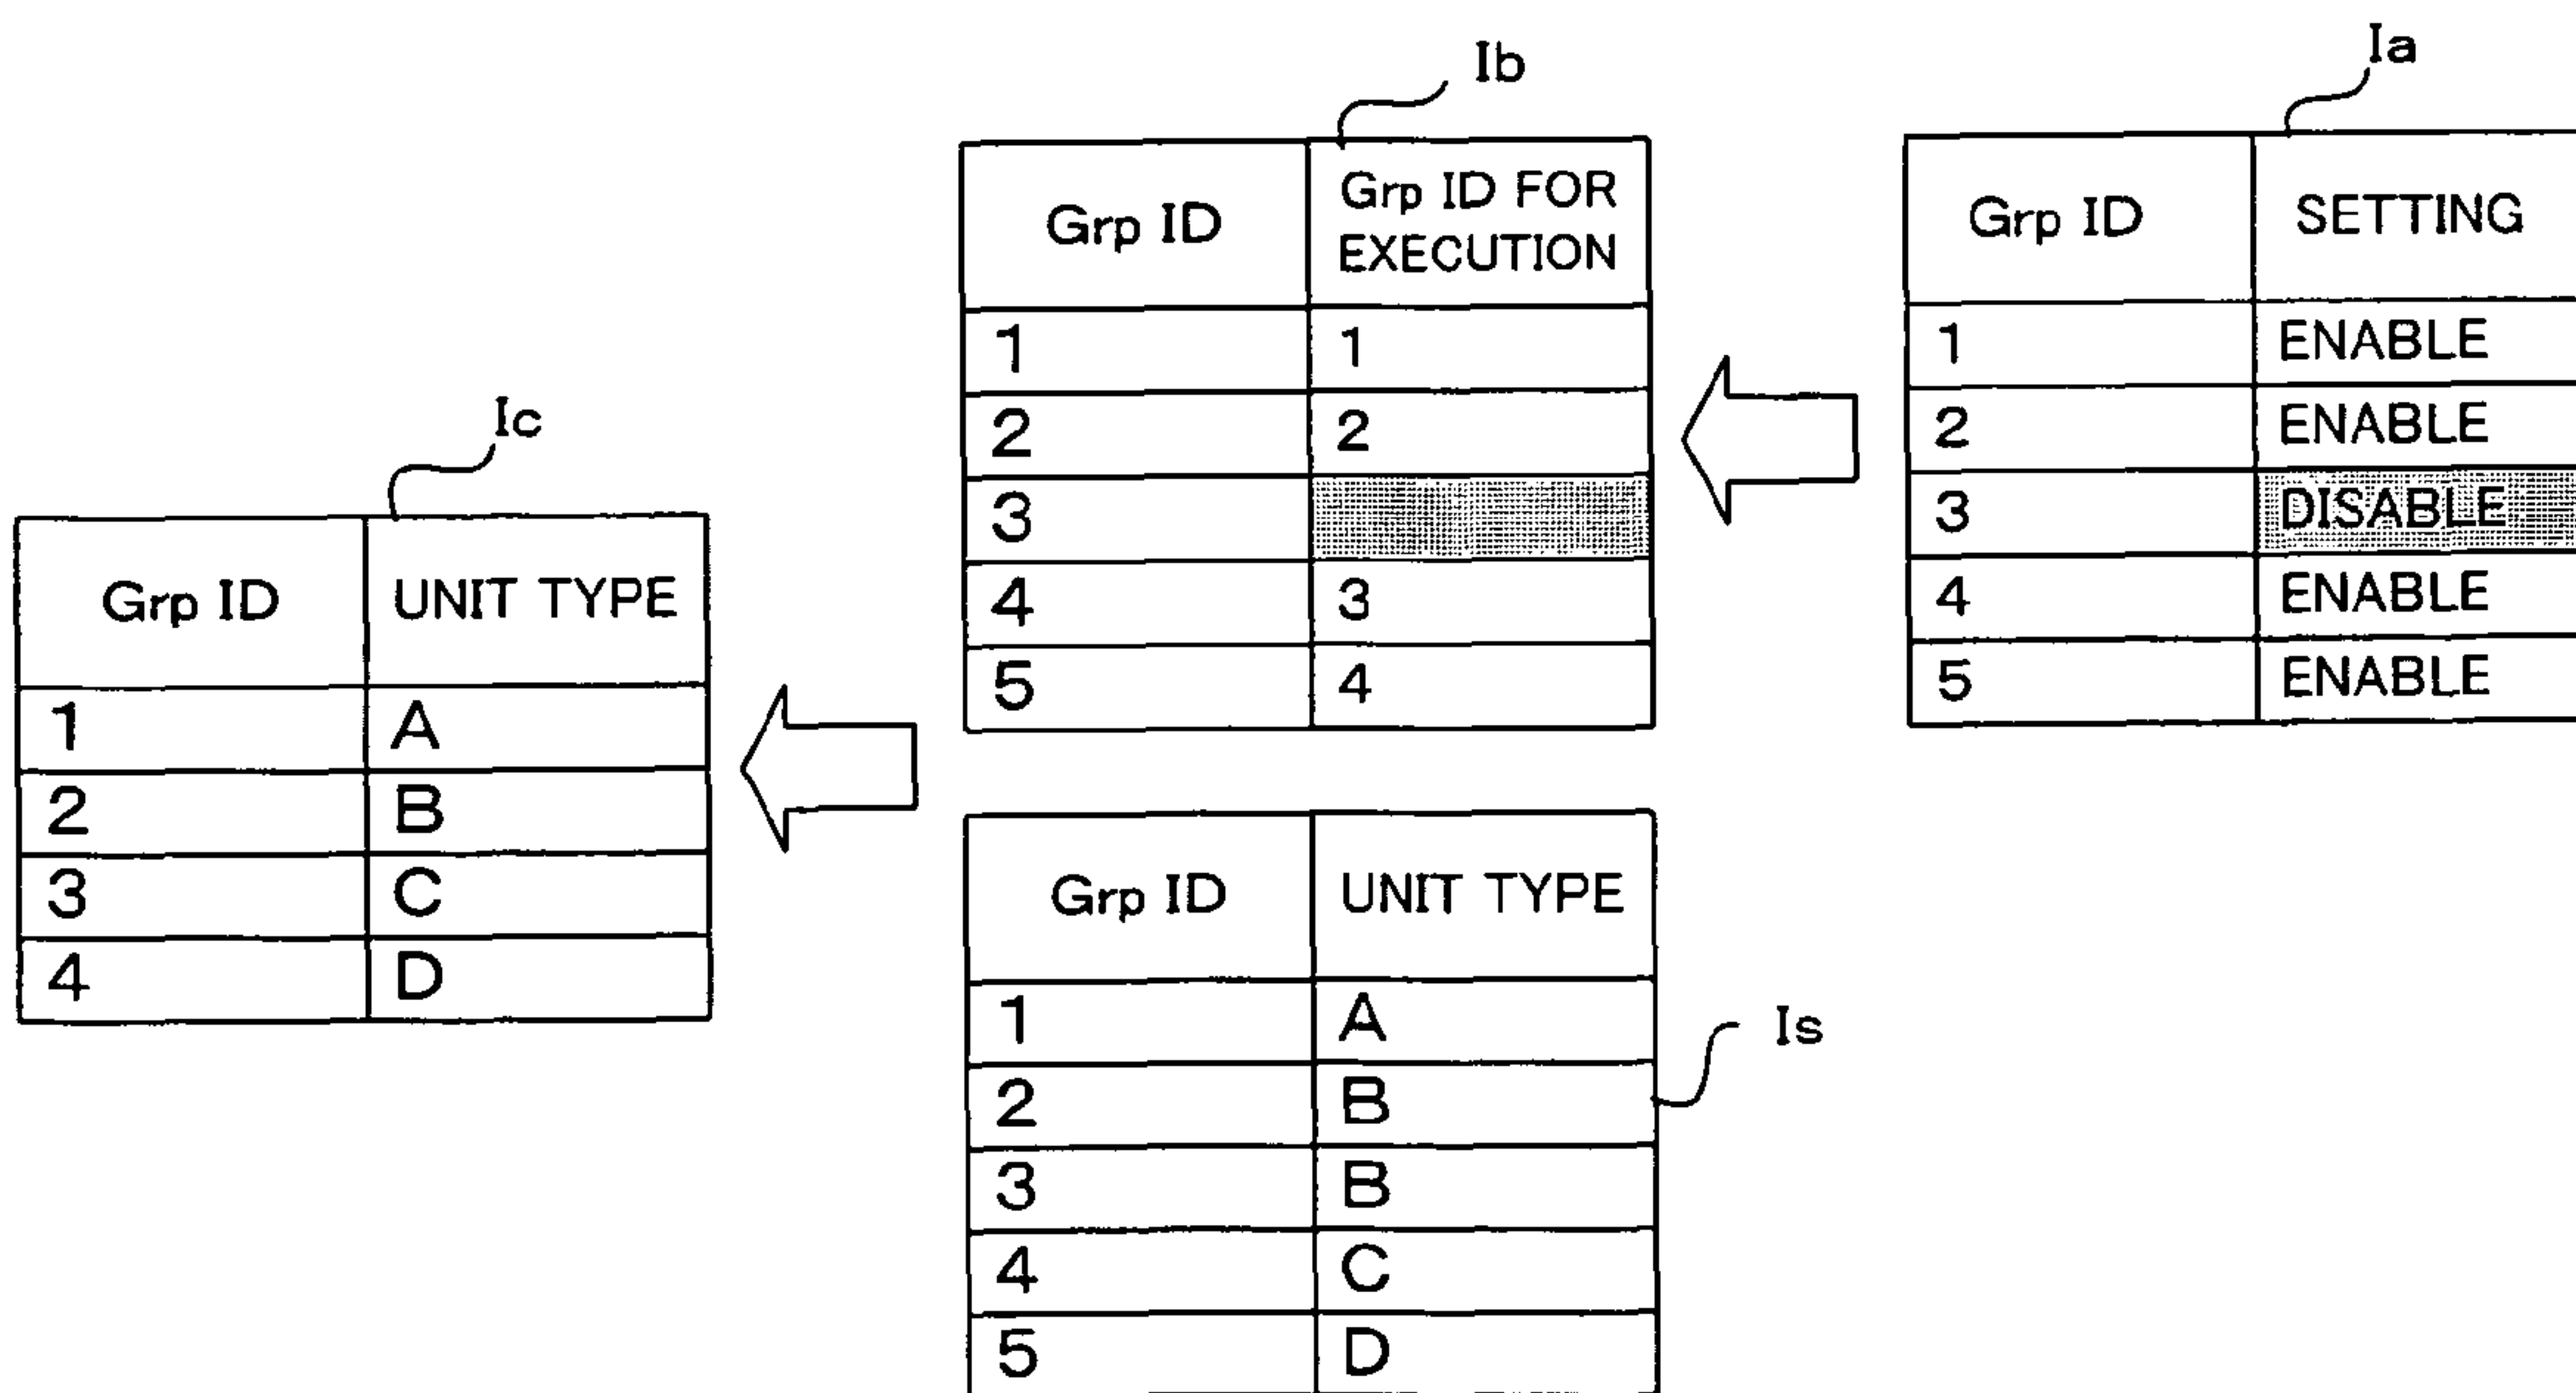 Ib
Ia
Ic
Is
Grp ID Grp ID FOR
EXECUTION
1 1
2 2
3
4 3
5 4
Grp ID SETTING
1 ENABLE
2 ENABLE
3 DISABLE
4 ENABLE
5 ENABLE
Grp ID UNIT TYPE
1 A
2 B
3 C
4 D
Grp ID UNIT TYPE
1 A
2 B
3 B
4 C
5 D